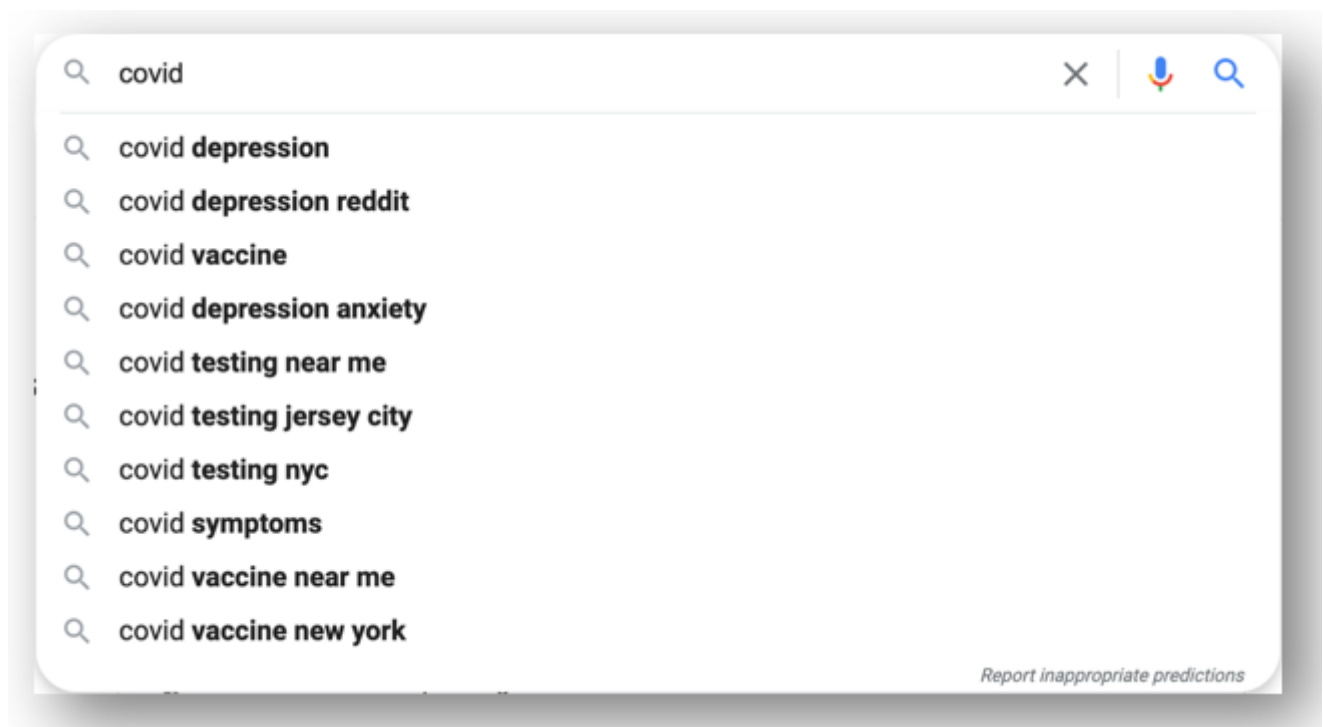 covid
covid depression
covid depression reddit
covid vaccine
covid depression anxiety
covid testing near me
covid testing jersey city
covid testing nyc
covid symptoms
covid vaccine near me
covid vaccine new york
Report inappropriate predictions